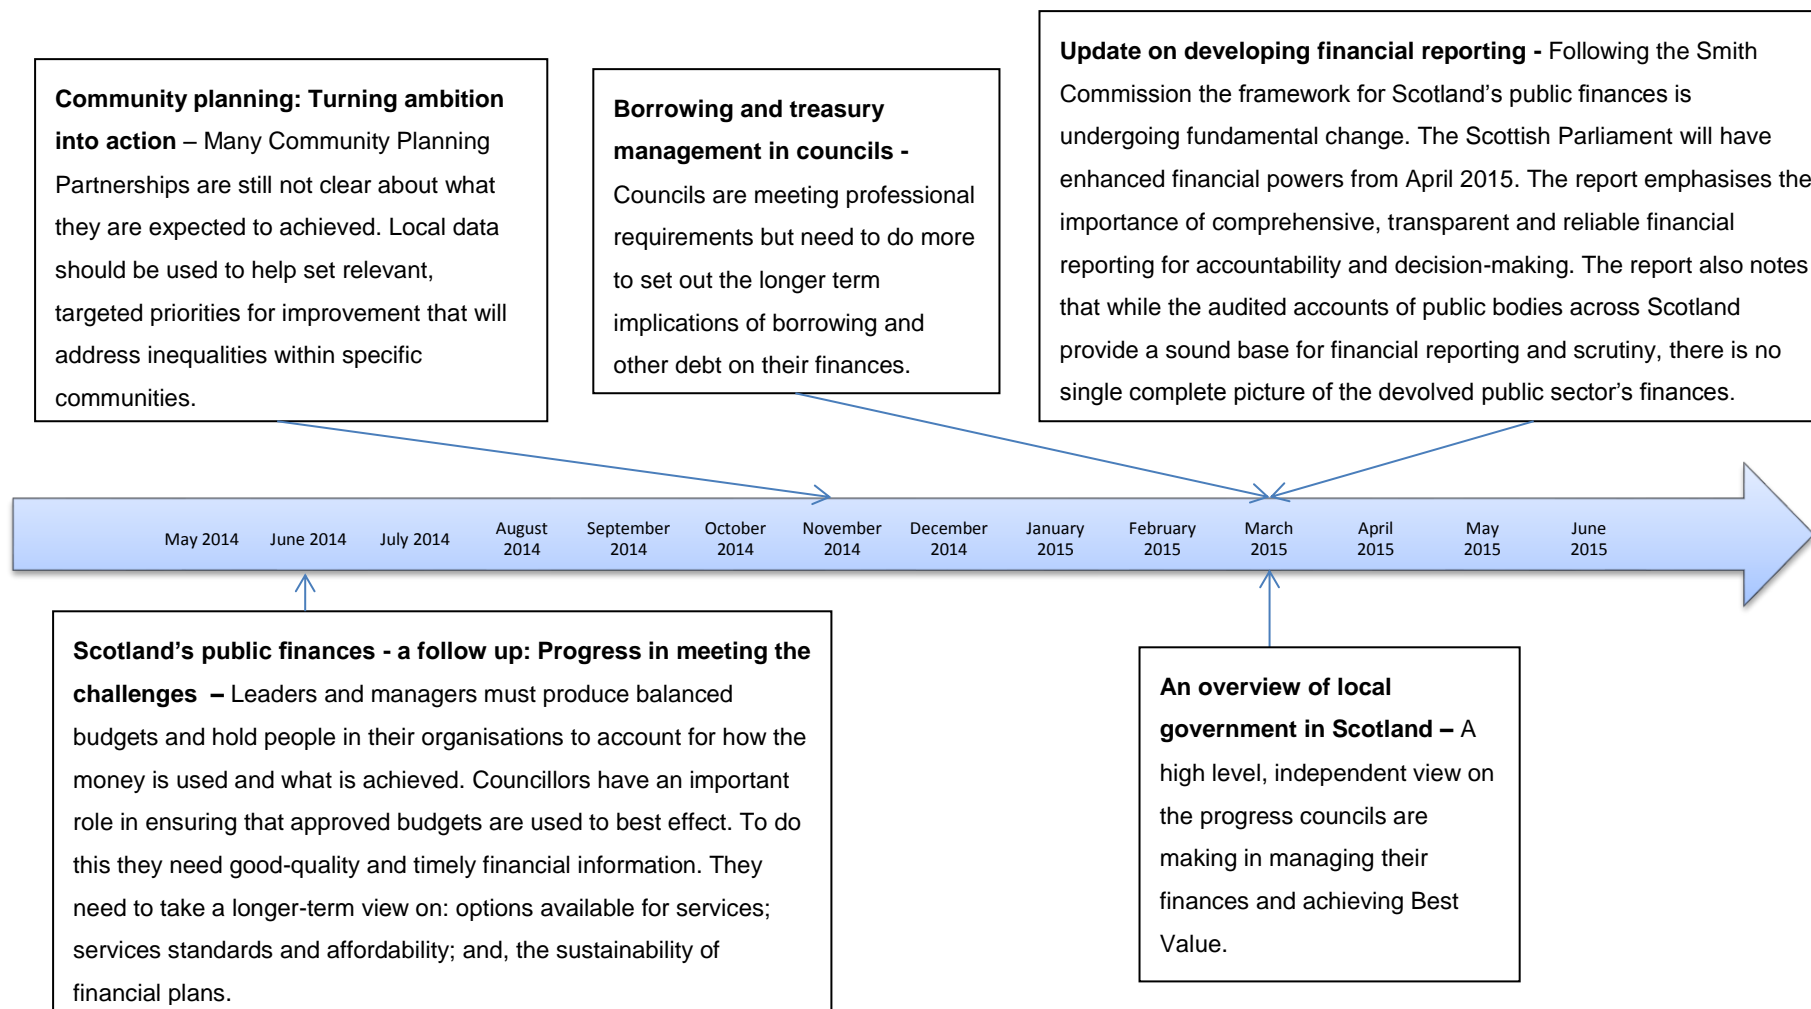 Community planning: Turning ambition
into action – Many Community Planning
Partnerships are still not clear about what
they are expected to achieved. Local data
should be used to help set relevant,
targeted priorities for improvement that will
address inequalities within specific
communities.
Borrowing and treasury
management in councils -
Councils are meeting professional
requirements but need to do more
to set out the longer term
implications of borrowing and
other debt on their finances.
Update on developing financial reporting - Following the Smith
Commission the framework for Scotland’s public finances is
undergoing fundamental change. The Scottish Parliament will have
enhanced financial powers from April 2015. The report emphasises the
importance of comprehensive, transparent and reliable financial
reporting for accountability and decision-making. The report also notes
that while the audited accounts of public bodies across Scotland
provide a sound base for financial reporting and scrutiny, there is no
single complete picture of the devolved public sector’s finances.
May 2014
June 2014
July 2014
August
2014
September
2014
October
2014
November
2014
December
2014
January
2015
February
2015
March
2015
April
2015
May
2015
June
2015
Scotland’s public finances - a follow up: Progress in meeting the
challenges – Leaders and managers must produce balanced
budgets and hold people in their organisations to account for how the
money is used and what is achieved. Councillors have an important
role in ensuring that approved budgets are used to best effect. To do
this they need good-quality and timely financial information. They
need to take a longer-term view on: options available for services;
services standards and affordability; and, the sustainability of
financial plans.
An overview of local
government in Scotland – A
high level, independent view on
the progress councils are
making in managing their
finances and achieving Best
Value.